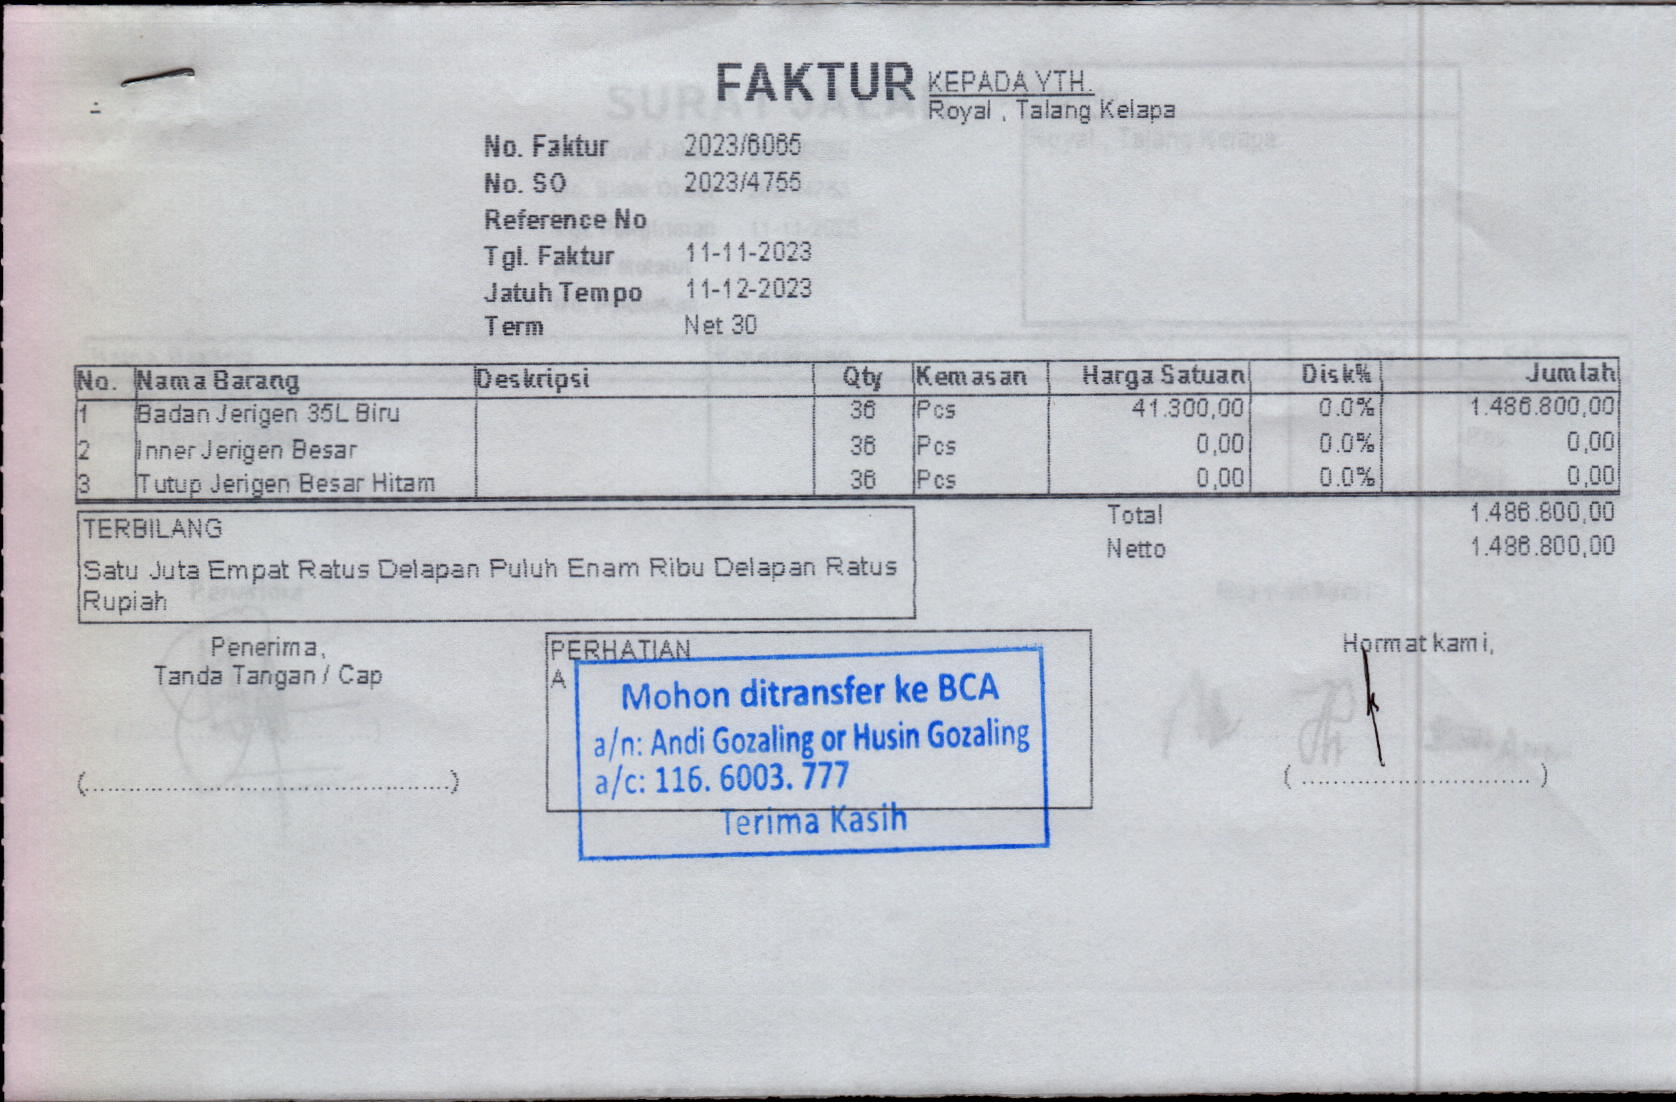 FAKTUR
KEPADA YTH.
Royal , Talang Kelapa
No. Faktur 2023/6065
No. SO 2023/4755
Reference No
Tgl. Faktur 11-11-2023
Jatuh Tempo 11-12-2023
Term Net 30
No. Nama Barang Deskripsi Qty Kemasan Harga Satuan Disk% Jumlah
1 Badan Jerigen 35L Biru 36 Pcs 41.300,00 0.0% 1.486.800,00
2 Inner Jerigen Besar 36 Pcs 0,00 0.0% 0,00
3 Tutup Jerigen Besar Hitam 36 Pcs 0,00 0.0% 0,00
Total 1.486.800,00
Netto 1.486.800,00
TERBILANG
Satu Juta Empat Ratus Delapan Puluh Enam Ribu Delapan Ratus
Rupiah
Penerima,
Tanda Tangan / Cap
(................................................)
PERHATIAN
A
Mohon ditransfer ke BCA
a/n: Andi Gozaling or Husin Gozaling
a/c: 116. 6003. 777
Terima Kasih
Hormat kami,
( .............................. )